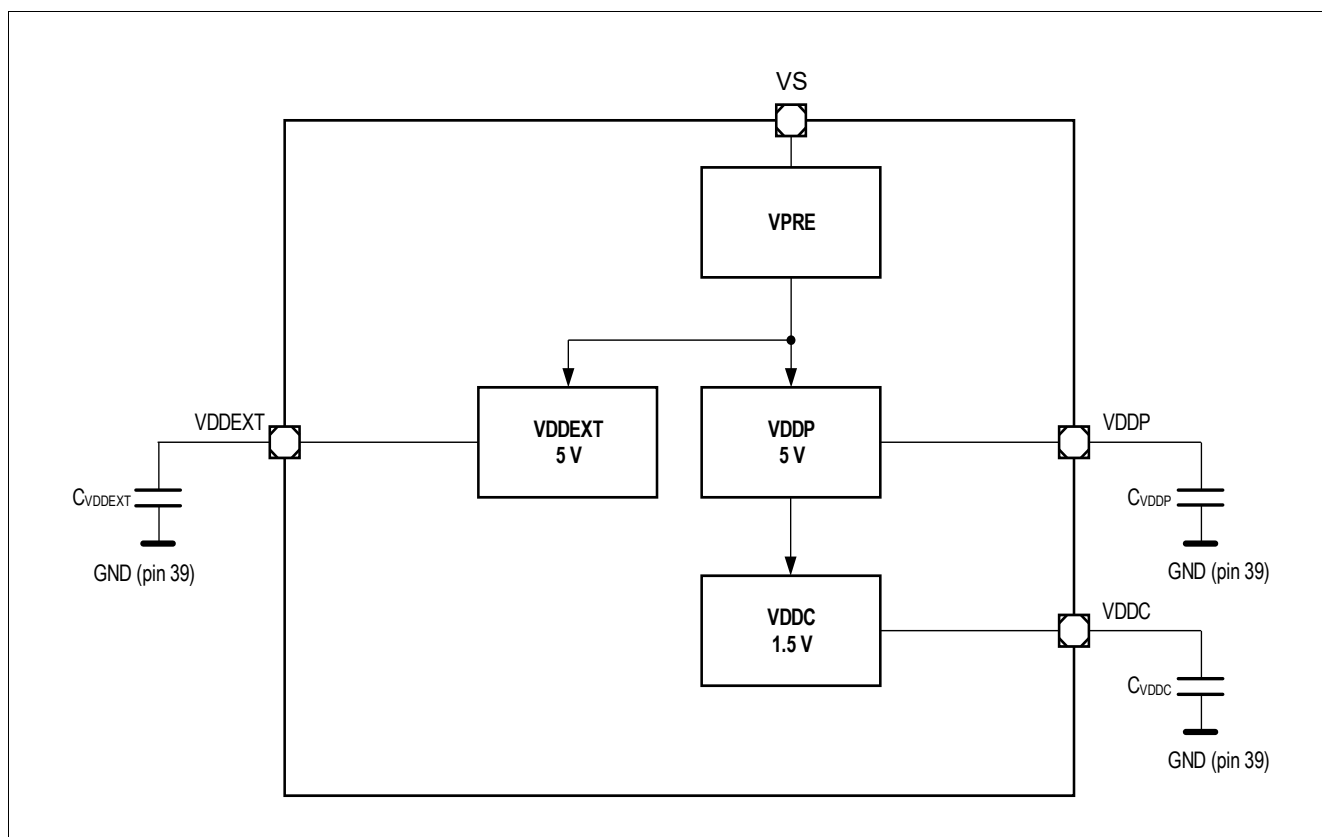 VS
VPRE
VDDEXT
VDDEXT
5 V
VDDP
5 V
VDDP
CVDDEXT
CVDDP
GND (pin 39)
GND (pin 39)
VDDC
1.5 V
VDDC
CVDDC
GND (pin 39)